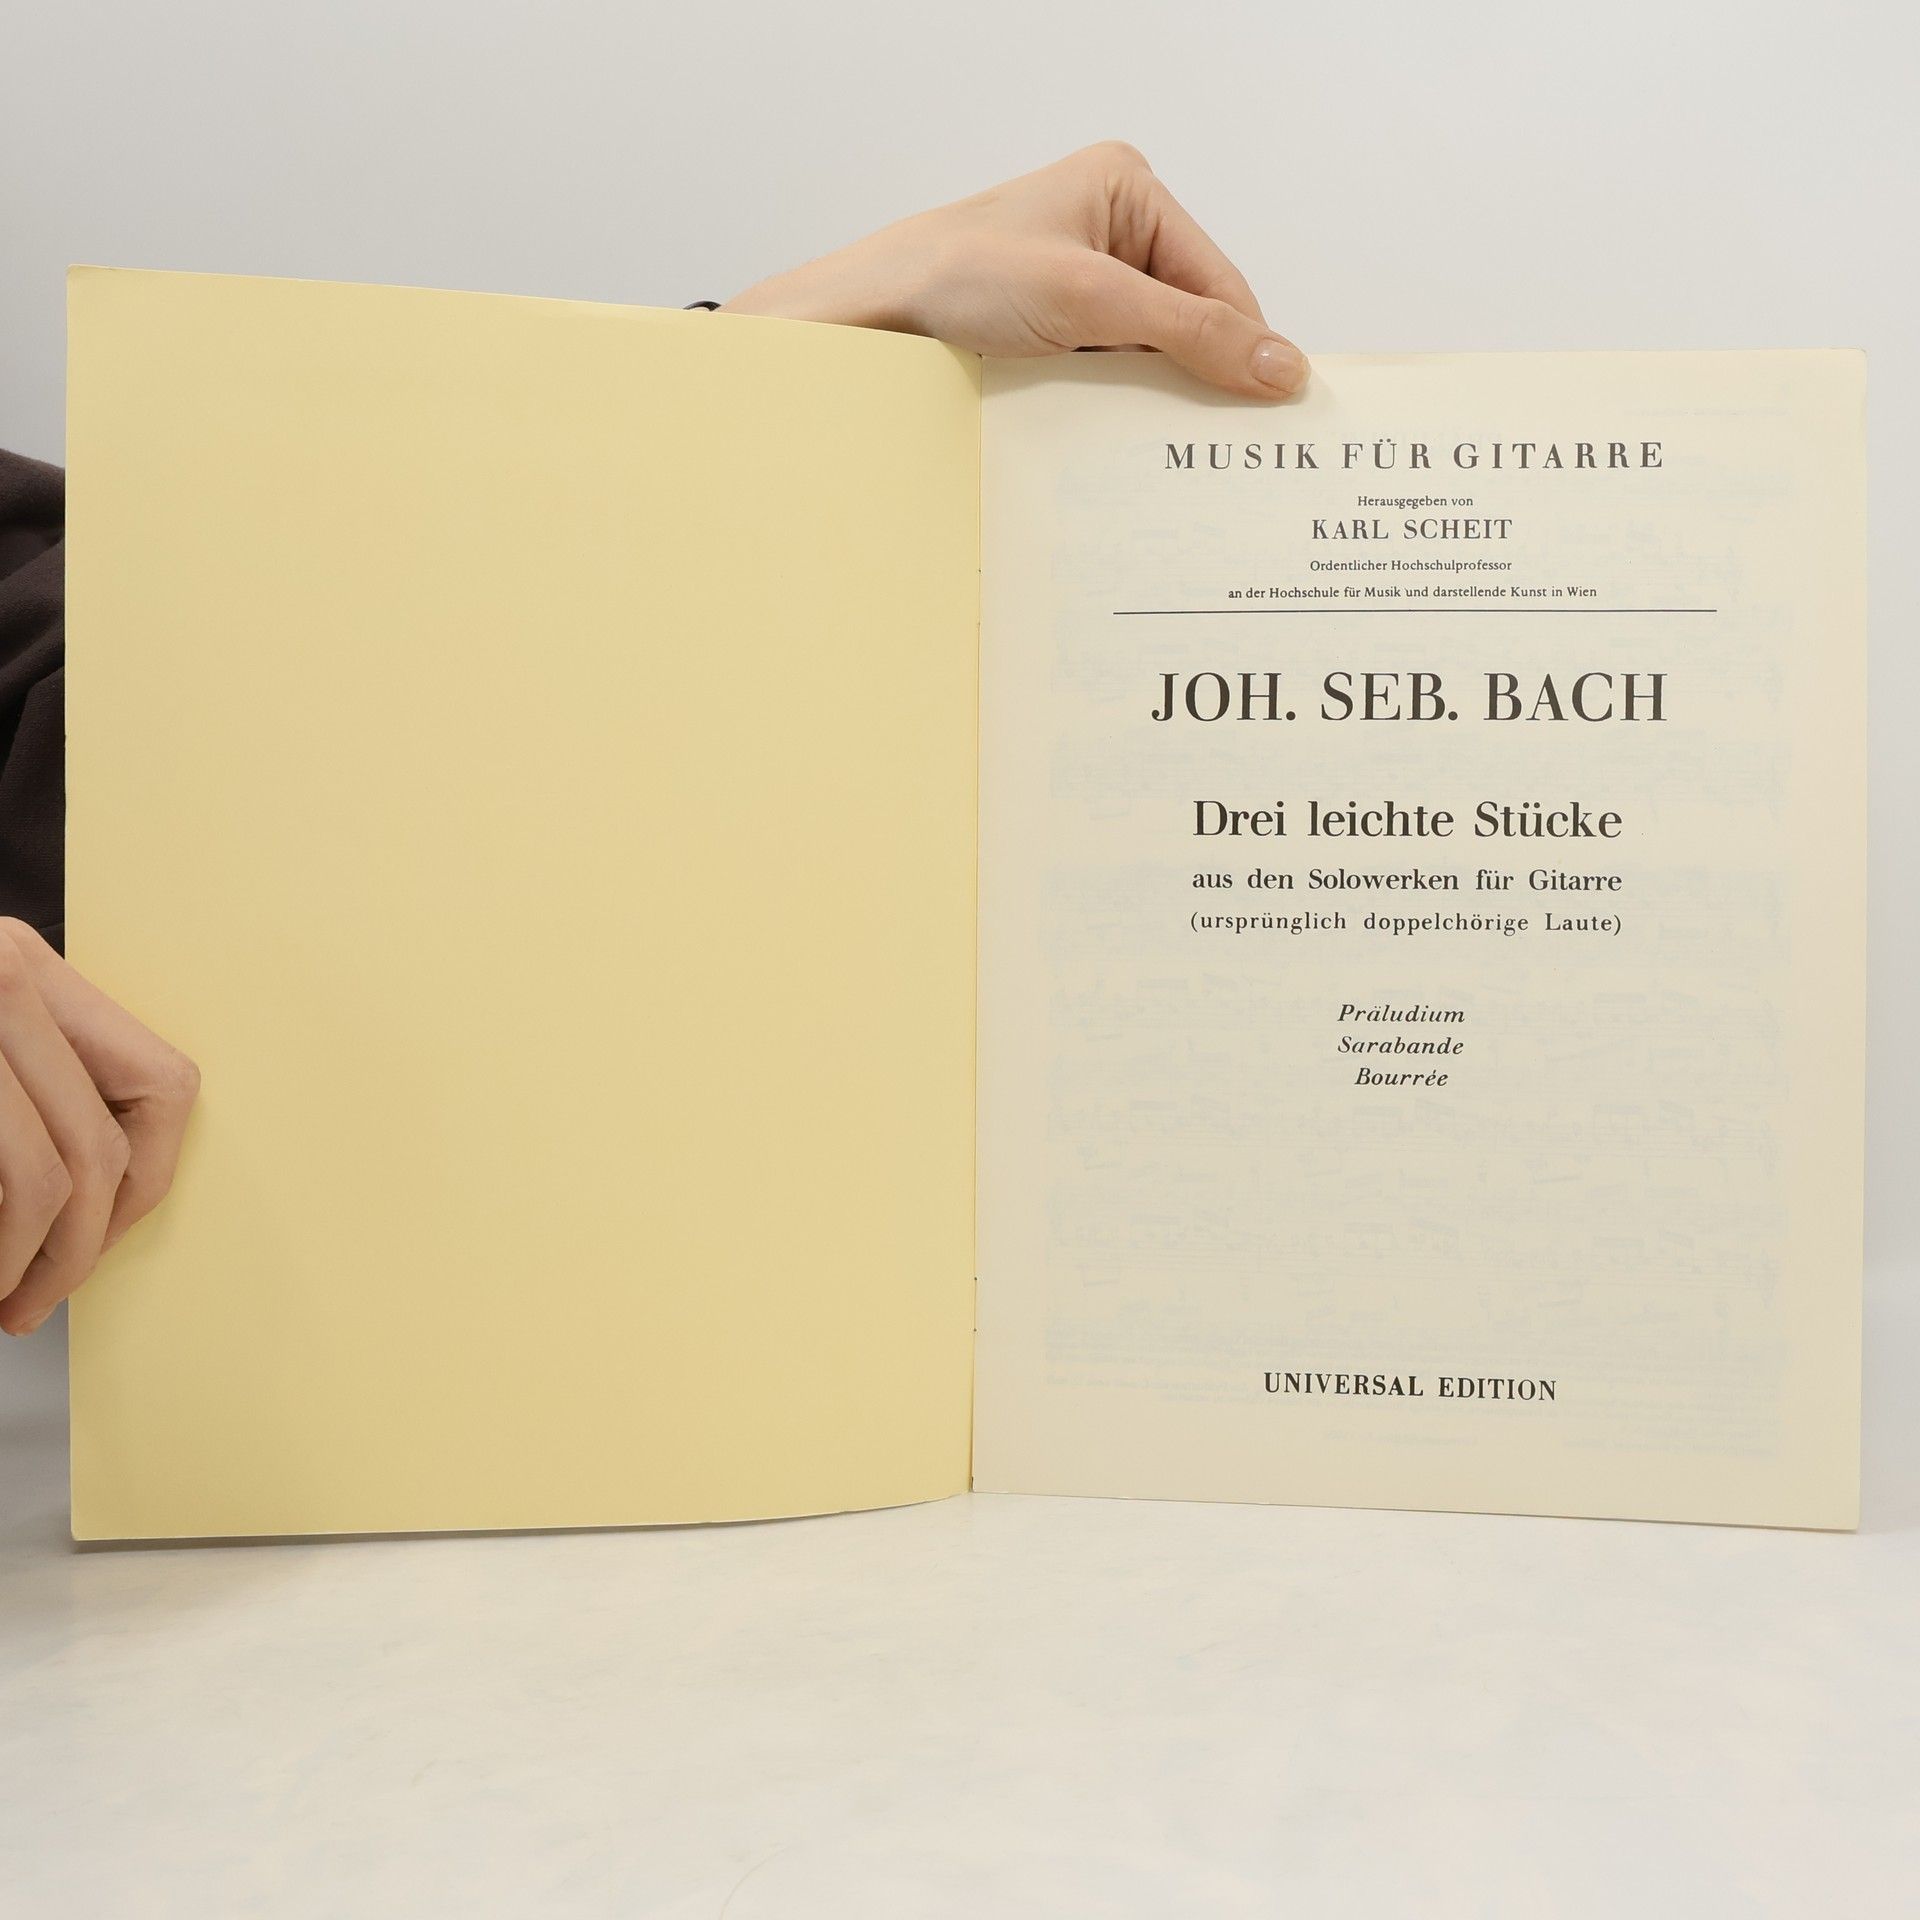 MUSIK FÜR GITARRE
Herausgegeben von
KARL SCHEIT
Ordentlicher Hochschulprofessor
an der Hochschule für Musik und darstellende Kunst in Wien
JOH. SEB. BACH
Drei leichte Stücke
aus den Solowerken für Gitarre
(ursprünglich doppelchörige Laute)
Präludium
Sarabande
Bourrée
UNIVERSAL EDITION